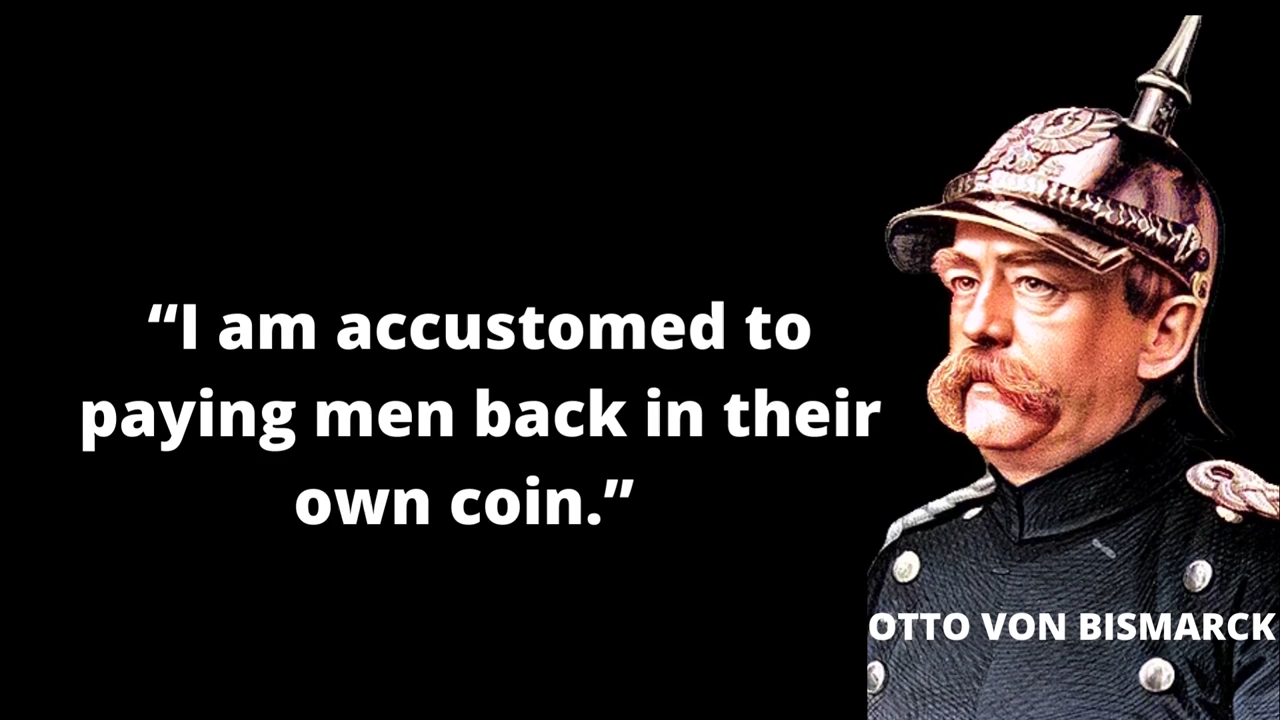 “I am accustomed to
paying men back in their
own coin.”
OTTO VON BISMARCK